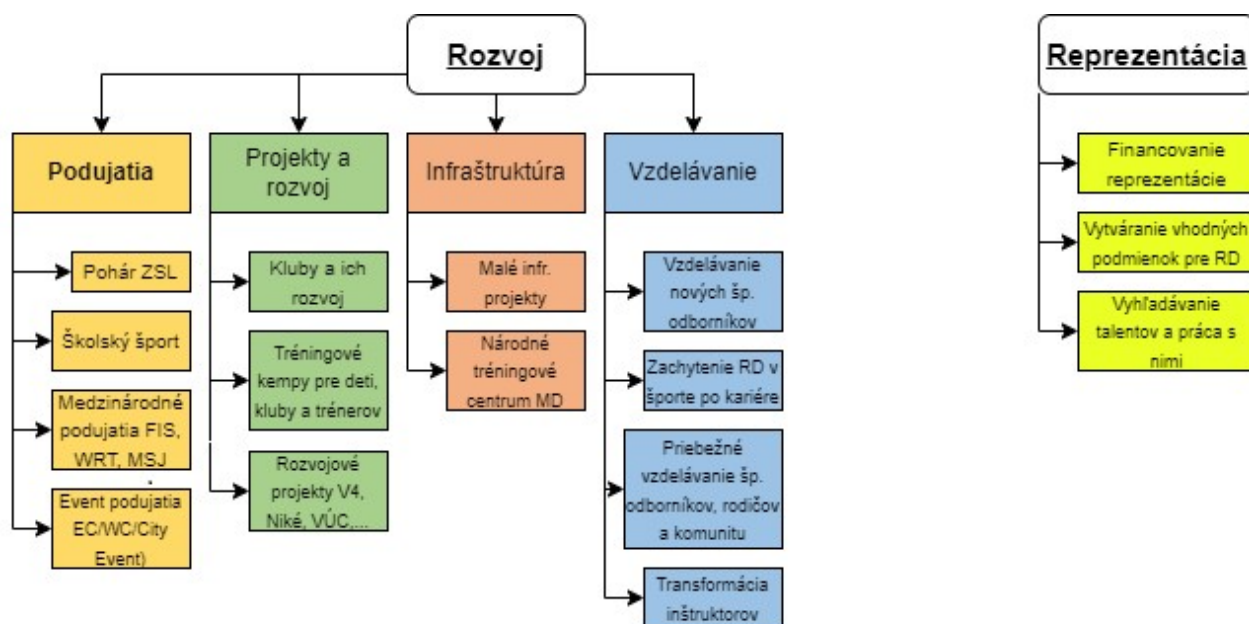 Rozvoj
Reprezentácia
Podujatia
Pohár ZSL
Školský šport
Medzinárodné
podujatia FIS,
WRT, MSJ
Event podujatia
EC/WC/City
Event)
Projekty a
rozvoj
Kluby a ich
rozvoj
Tréningové
kempy pre deti,
kluby a trénerov
Rozvojové
projekty V4,
Niké, VÚC,...
Infraštruktúra
Malé infr.
projekty
Národné
tréningové
centrum MD
Vzdelávanie
Vzdelávanie
nových šp.
odborníkov
Zachytenie RD v
športe po kariére
Priebežné
vzdelávanie šp.
odborníkov, rodičov
a komunitu
Transformácia
inštruktorov
Financovanie
reprezentácie
Vytváranie vhodných
podmienok pre RD
Vyhľadávanie
talentov a práca s
nimi